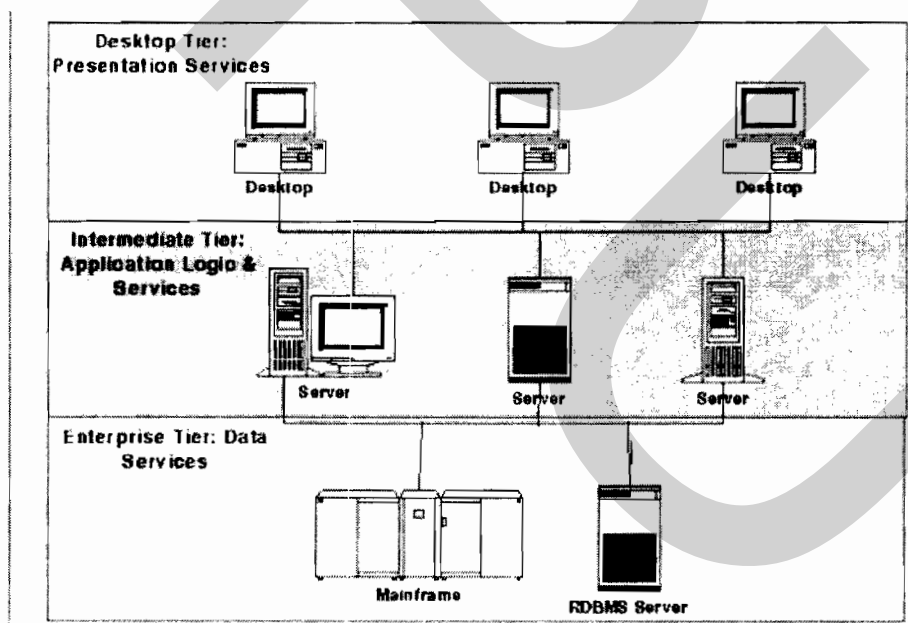 Desktop Tier:
Presentation Services
Desktop
Desktop
Desktop
Intermediate Tier:
Application Logic &
Services
Server
Server
Server
Enterprise Tier: Data
Services
Mainframe
RDBMS Server